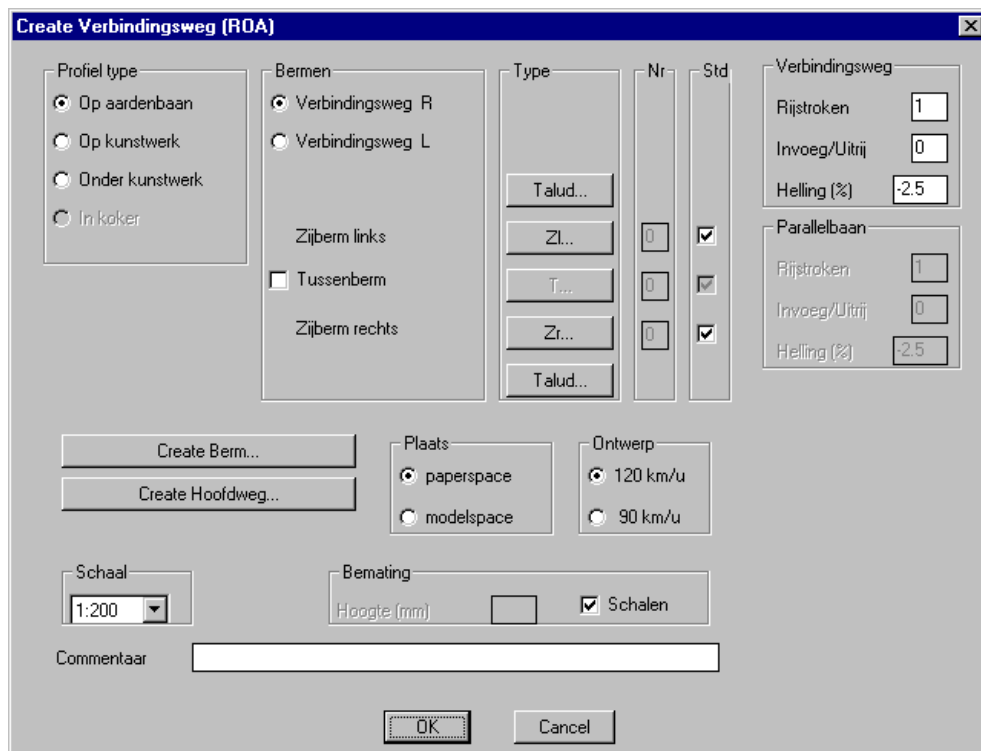 Create Verbindingsweg (ROA)
Profiel type
Op aardenbaan
Op kunstwerk
Onder kunstwerk
In koker
Bermen
Verbindingsweg R
Verbindingsweg L
Zijberm links
Tussenberm
Zijberm rechts
Type
Talud...
Zl...
T...
Zr...
Talud...
Nr
0
0
0
Std
Verbindingsweg
Rijstroken 1
Invoeg/Uitrij 0
Helling (%) -2.5
Parallelbaan
Rijstroken 1
Invoeg/Uitrij 0
Helling (%) -2.5
Create Berm...
Create Hoofdweg...
Plaats
paperspace
modelspace
Ontwerp
120 km/u
90 km/u
Schaal
1:200
Bemating
Hoogte (mm)
Schalen
Commentaar
OK
Cancel